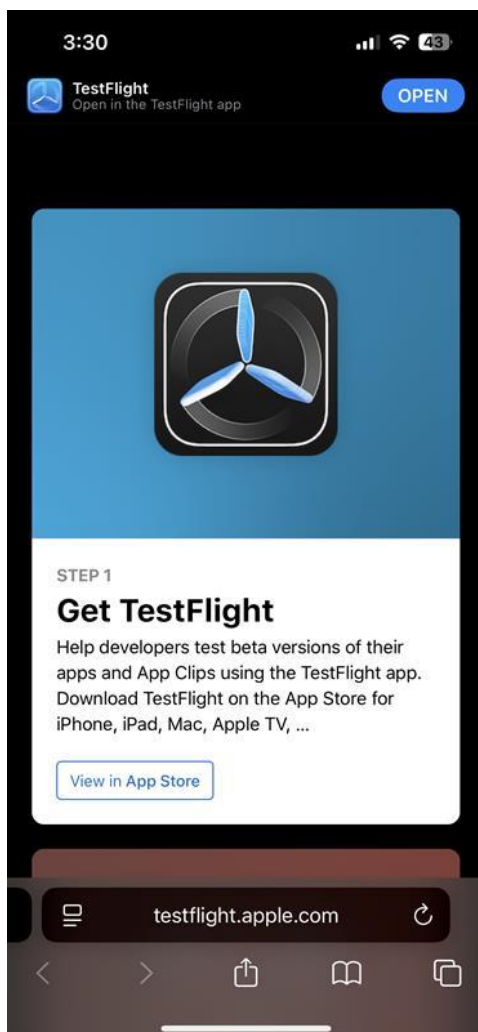 3:30
43
TestFlight
Open in the TestFlight app
OPEN
STEP 1
Get TestFlight
Help developers test beta versions of their
apps and App Clips using the TestFlight app.
Download TestFlight on the App Store for
iPhone, iPad, Mac, Apple TV, ...
View in App Store
testflight.apple.com